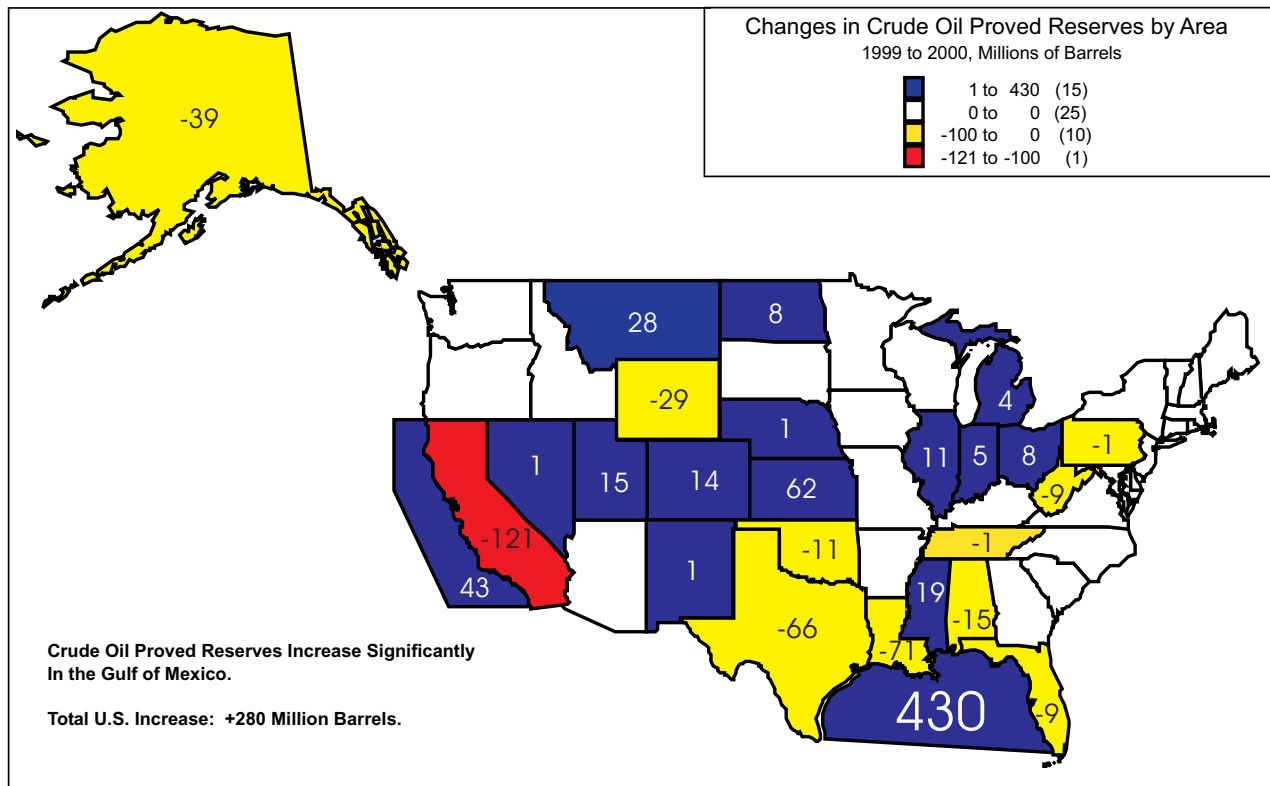 Changes in Crude Oil Proved Reserves by Area
1999 to 2000, Millions of Barrels
1 to 430 (15)
0 to 0 (25)
-100 to 0 (10)
-121 to -100 (1)
-39
28
8
-29
4
1
1
15
14
62
11
5
8
-1
-9
-121
43
1
-11
-1
19
-15
-66
-71
430
-9
Crude Oil Proved Reserves Increase Significantly
In the Gulf of Mexico.
Total U.S. Increase: +280 Million Barrels.